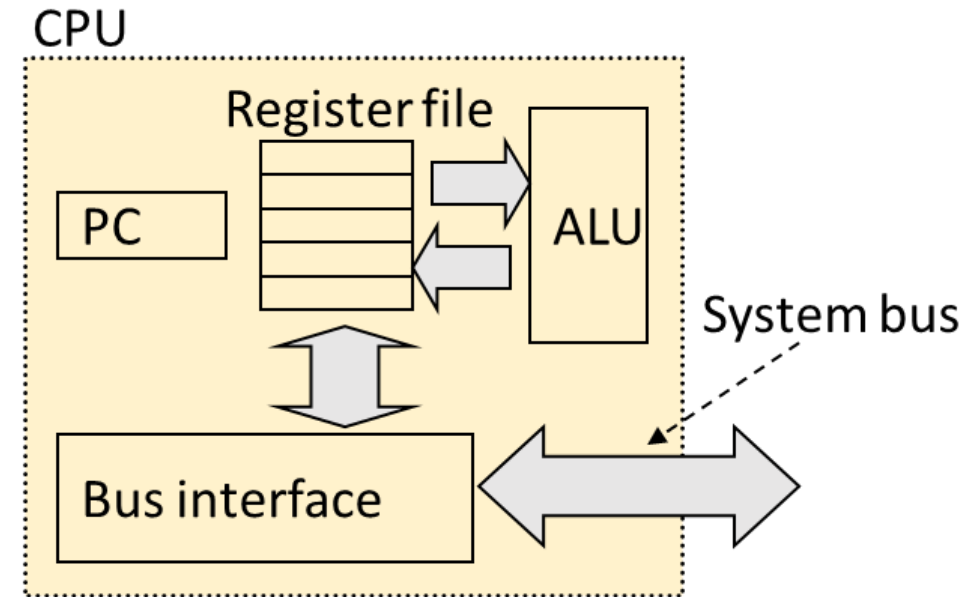 CPU
Register file
PC
ALU
System bus
Bus interface